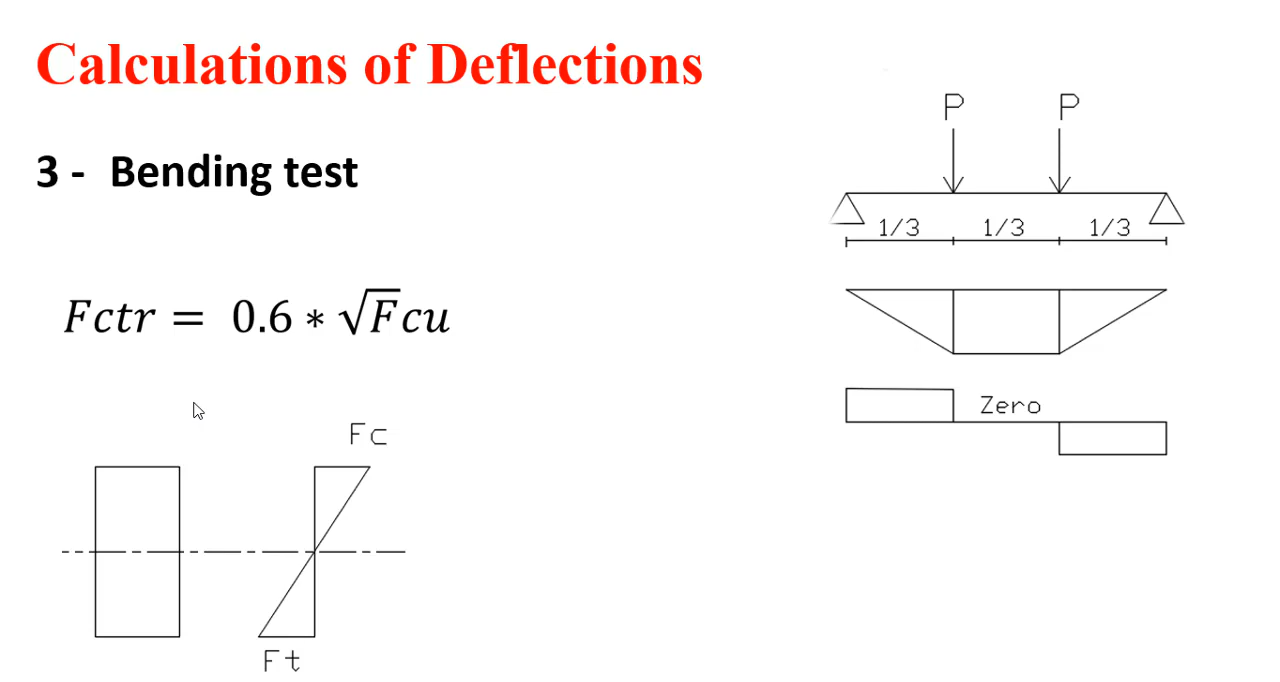 Calculations of Deflections
3 - Bending test
Fctr = 0.6 * √Fcu
Fc
Ft
P P
1/3 1/3 1/3
Zero